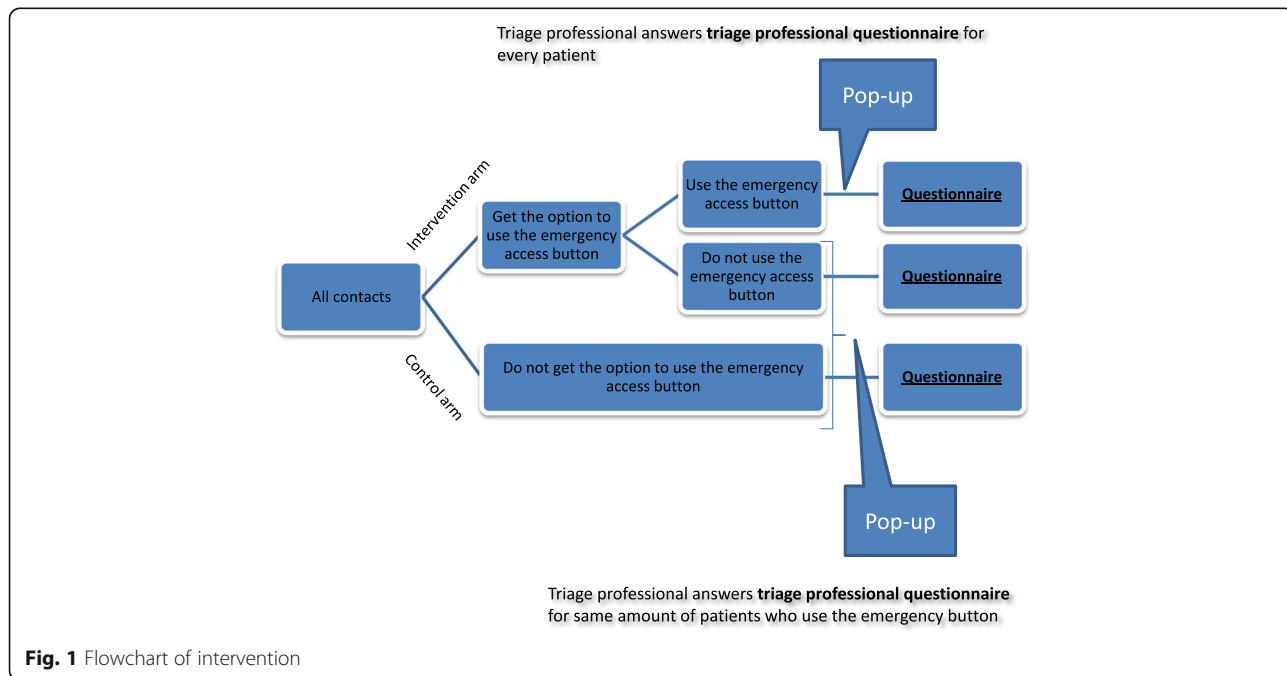 Triage professional answers triage professional questionnaire for
every patient
Pop-up
Intervention arm
Use the emergency
access button
Questionnaire
Get the option to
use the emergency
access button
Do not use the
emergency access
button
Questionnaire
All contacts
Control arm
Do not get the option to use the emergency
access button
Questionnaire
Pop-up
Triage professional answers triage professional questionnaire
for same amount of patients who use the emergency button
Fig. 1 Flowchart of intervention